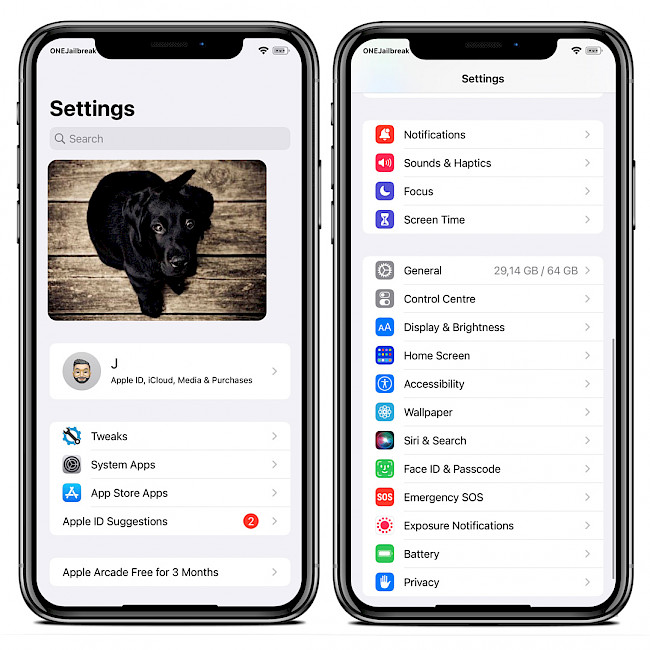 ONEJailbreak
Settings
Search
J
Apple ID, iCloud, Media & Purchases
Tweaks
System Apps
App Store Apps
Apple ID Suggestions 2
Apple Arcade Free for 3 Months
ONEJailbreak
Settings
Notifications
Sounds & Haptics
Focus
Screen Time
General 29,14 GB / 64 GB
Control Centre
AA Display & Brightness
Home Screen
Accessibility
Wallpaper
Siri & Search
Face ID & Passcode
SOS Emergency SOS
Exposure Notifications
Battery
Privacy